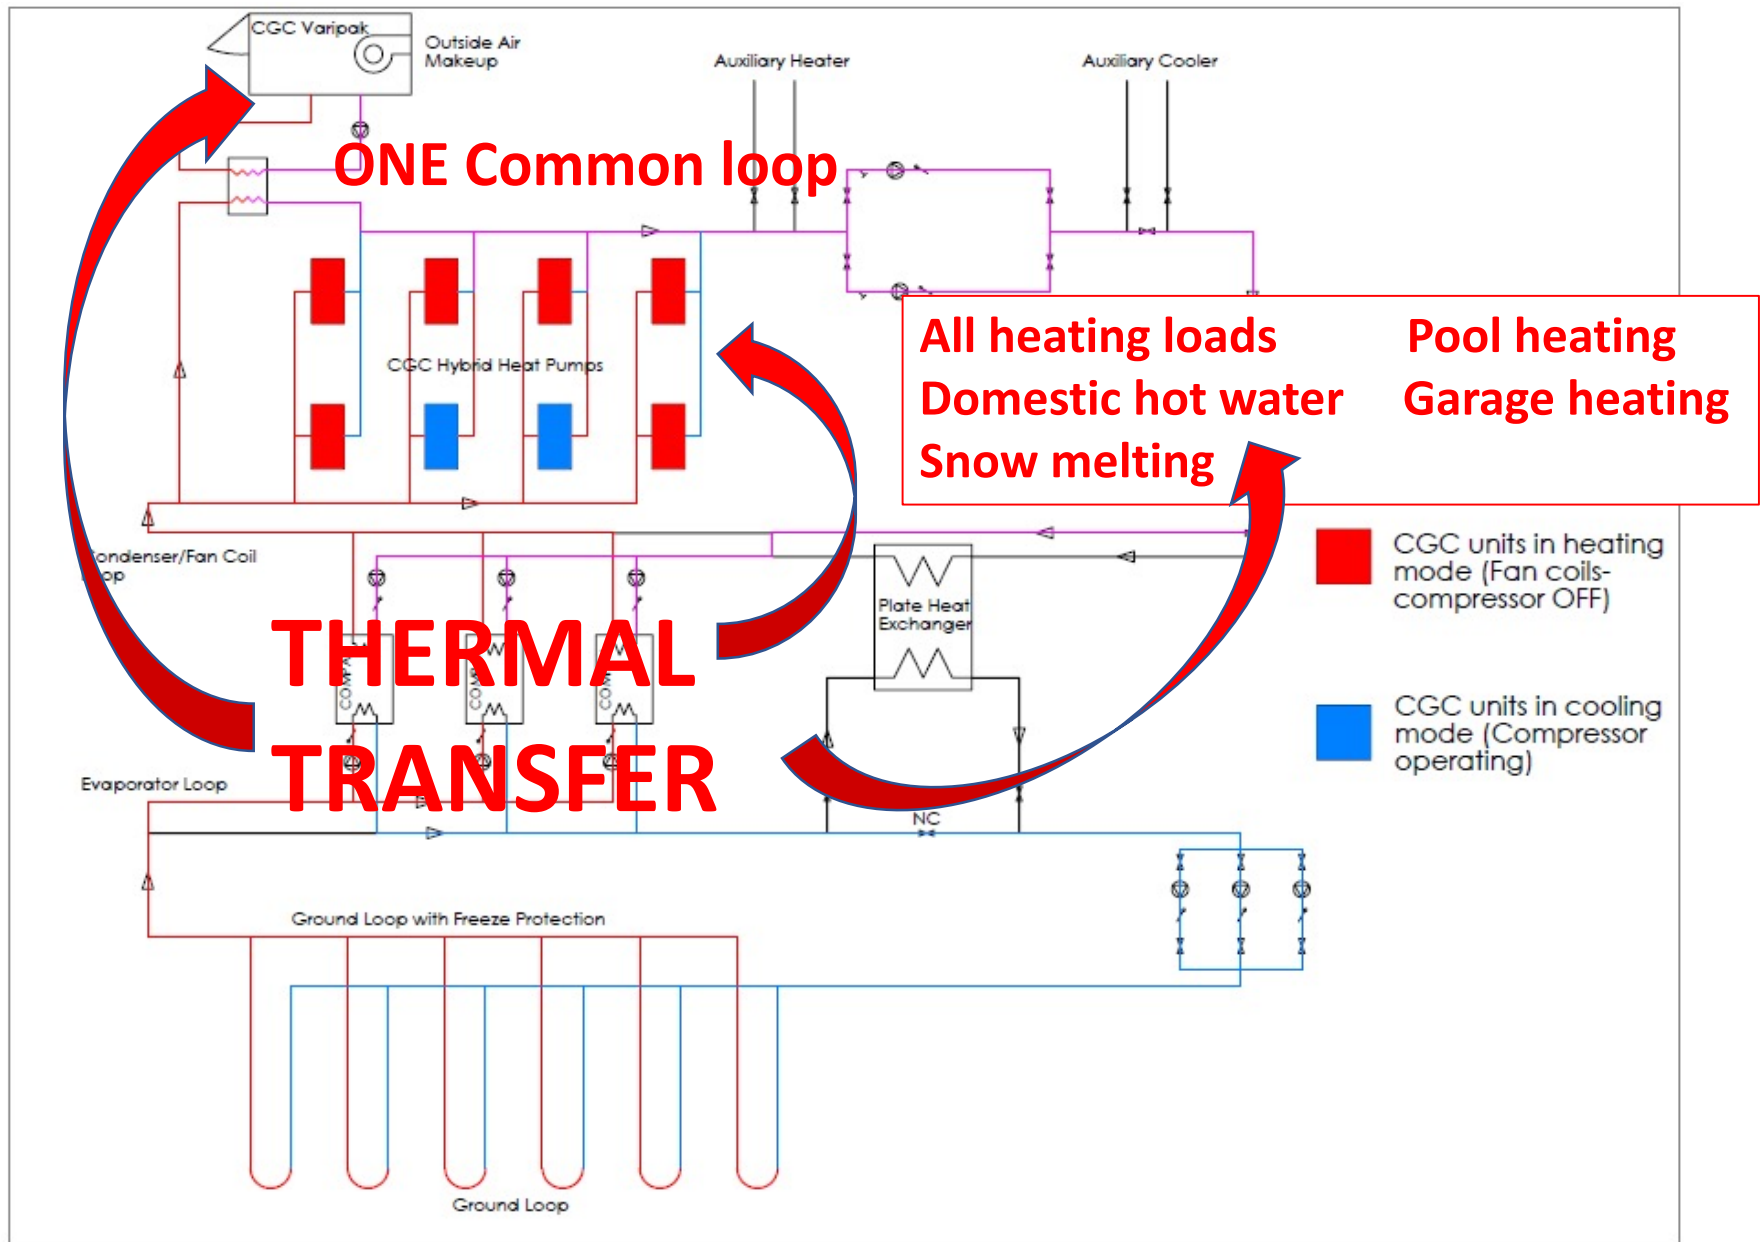 CGC Varipak
Outside Air
Makeup
Auxiliary Heater
Auxiliary Cooler
ONE Common loop
All heating loads Pool heating
Domestic hot water Garage heating
Snow melting
CGC Hybrid Heat Pumps
Condenser/Fan Coil
CGC units in heating
mode (Fan coils-
compressor OFF)
Plate Heat
Exchanger
THERMAL
TRANSFER
CGC units in cooling
mode (Compressor
operating)
Evaporator Loop
NC
Ground Loop with Freeze Protection
Ground Loop